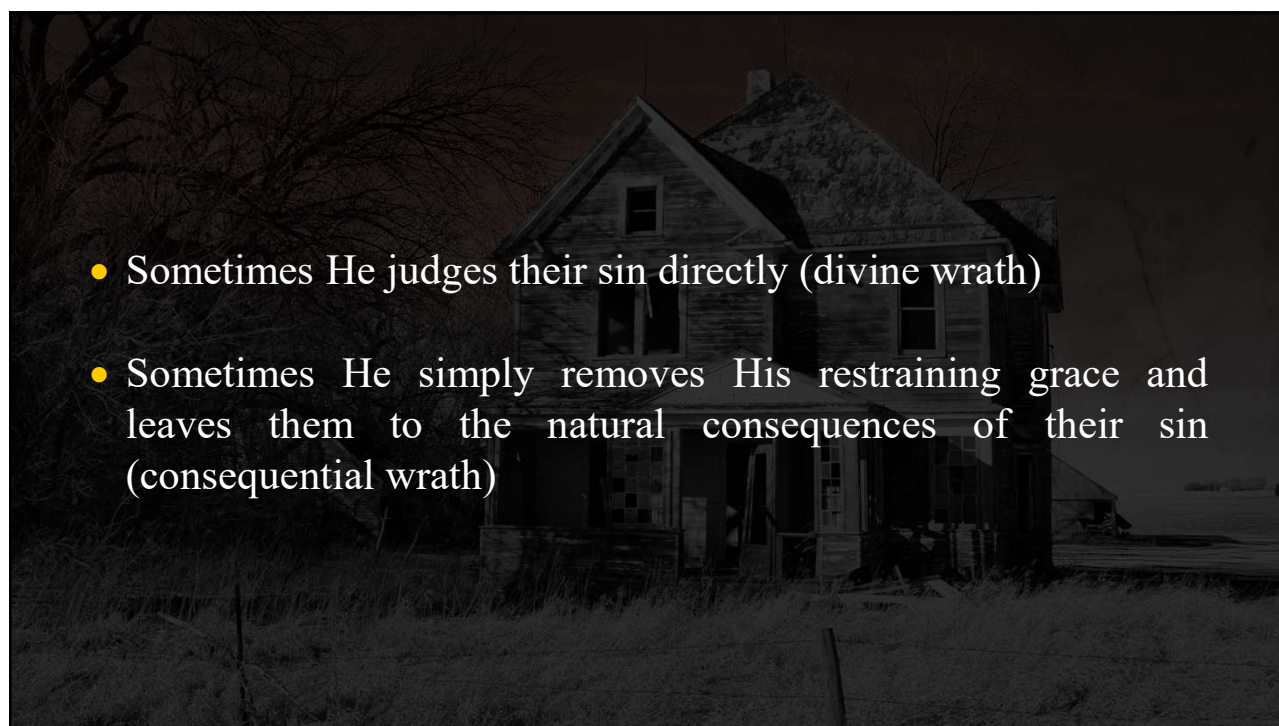 • Sometimes He judges their sin directly (divine wrath)
• Sometimes He simply removes His restraining grace and
leaves them to the natural consequences of their sin
(consequential wrath)